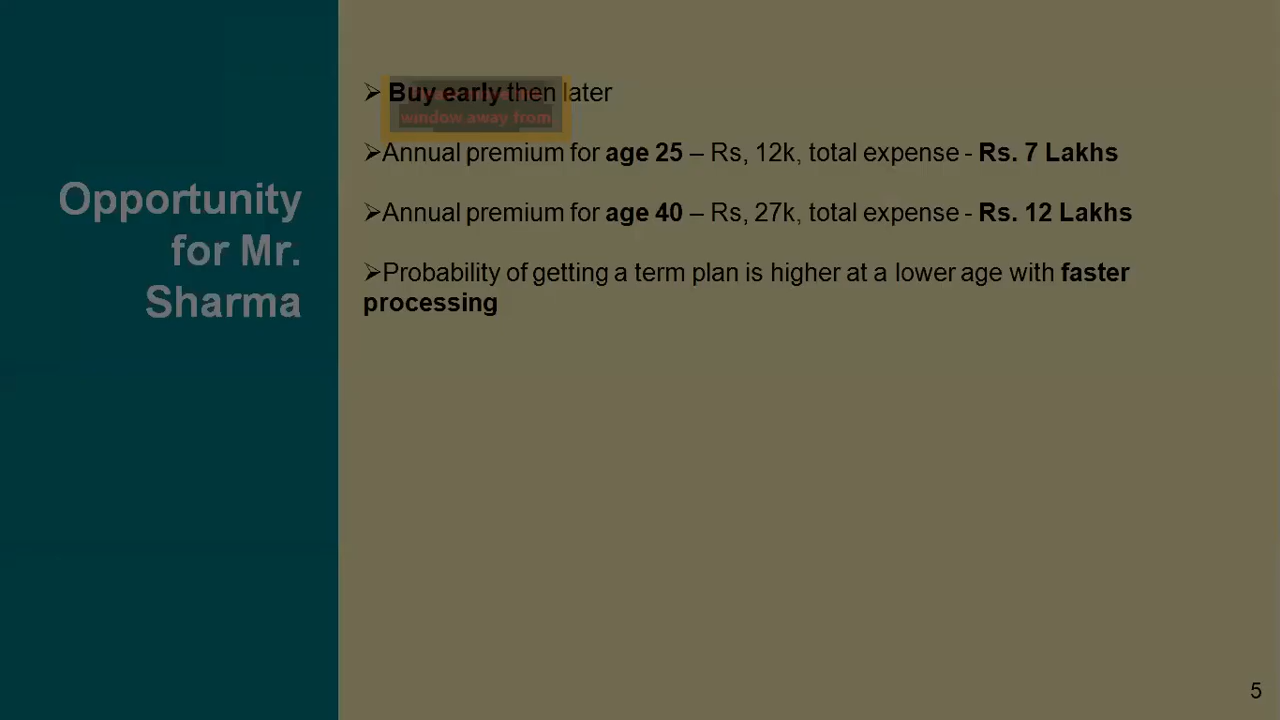 Opportunity
for Mr.
Sharma
➢ Buy early then later
window away from
➢Annual premium for age 25 – Rs, 12k, total expense - Rs. 7 Lakhs
➢Annual premium for age 40 – Rs, 27k, total expense - Rs. 12 Lakhs
➢Probability of getting a term plan is higher at a lower age with faster
processing
5